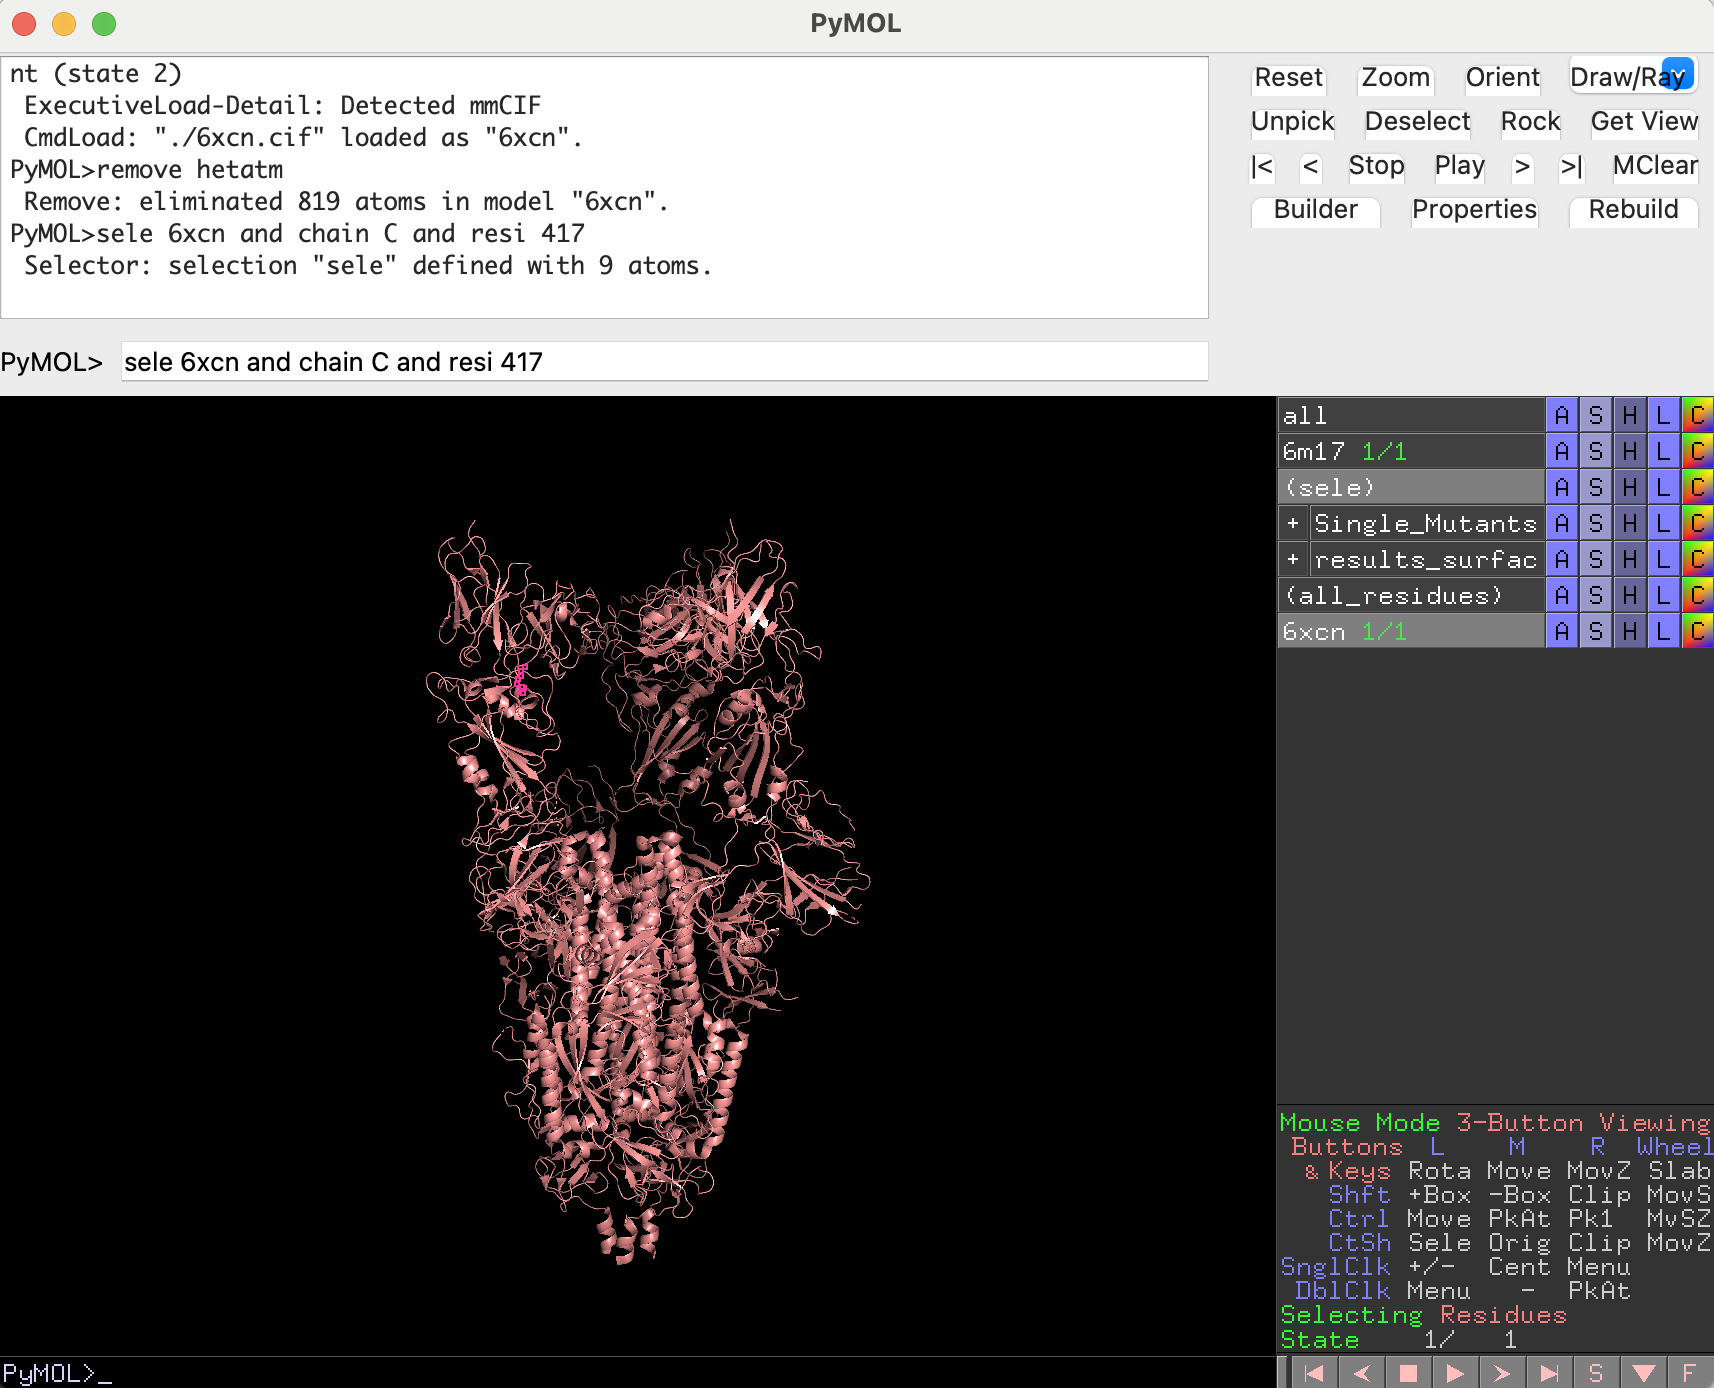 PyMOL
nt (state 2)
ExecutiveLoad-Detail: Detected mmCIF
CmdLoad: "./6xcn.cif" loaded as "6xcn".
PyMOL>remove hetatm
Remove: eliminated 819 atoms in model "6xcn".
PyMOL>sele 6xcn and chain C and resi 417
Selector: selection "sele" defined with 9 atoms.
PyMOL> sele 6xcn and chain C and resi 417
Reset Zoom Orient Draw/Ray
Unpick Deselect Rock Get View
|< < Stop Play > >| MClear
Builder Properties Rebuild
all A S H L C
6m17 1/1 A S H L C
(sele) A S H L C
+ Single_Mutants A S H L C
+ results_surfac A S H L C
(all_residues) A S H L C
6xcn 1/1 A S H L C
Mouse Mode 3-Button Viewing
Buttons L M R Wheel
& Keys Rota Move MovZ Slab
Shft +Box -Box Clip MovS
Ctrl Move PkAt Pk1 MvSZ
CtSh Sele Orig Clip MovZ
SnglClk +/- Cent Menu
DblClk Menu - PkAt
Selecting Residues
State 1/ 1
PyMOL>_
S F